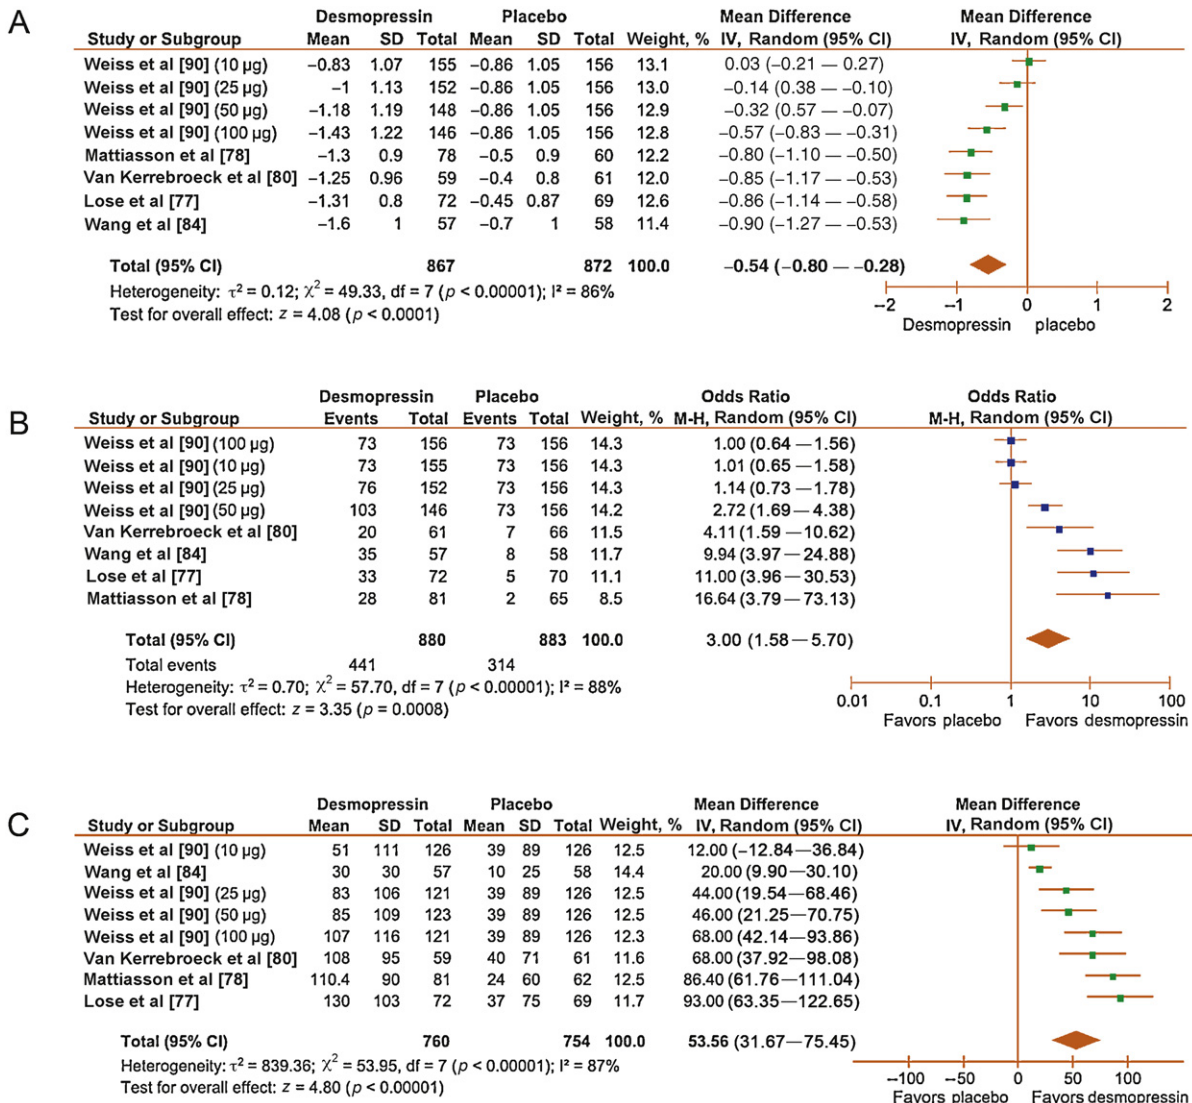 A
Desmopressin Placebo Mean Difference Mean Difference
Study or Subgroup Mean SD Total Mean SD Total Weight, % IV, Random (95% CI) IV, Random (95% CI)
Weiss et al [90] (10 µg) −0.83 1.07 155 −0.86 1.05 156 13.1 0.03 (−0.21 — 0.27)
Weiss et al [90] (25 µg) −1 1.13 152 −0.86 1.05 156 13.0 −0.14 (0.38 — −0.10)
Weiss et al [90] (50 µg) −1.18 1.19 148 −0.86 1.05 156 12.9 −0.32 (0.57 — −0.07)
Weiss et al [90] (100 µg) −1.43 1.22 146 −0.86 1.05 156 12.8 −0.57 (−0.83 — −0.31)
Mattiasson et al [78] −1.3 0.9 78 −0.5 0.9 60 12.2 −0.80 (−1.10 — −0.50)
Van Kerrebroeck et al [80] −1.25 0.96 59 −0.4 0.8 61 12.0 −0.85 (−1.17 — −0.53)
Lose et al [77] −1.31 0.8 72 −0.45 0.87 69 12.6 −0.86 (−1.14 — −0.58)
Wang et al [84] −1.6 1 57 −0.7 1 58 11.4 −0.90 (−1.27 — −0.53)
Total (95% CI) 867 872 100.0 −0.54 (−0.80 — −0.28)
Heterogeneity: τ² = 0.12; χ² = 49.33, df = 7 (p < 0.00001); I² = 86%
Test for overall effect: z = 4.08 (p < 0.0001)
−2 −1 0 1 2
Desmopressin placebo
B
Desmopressin Placebo Odds Ratio Odds Ratio
Study or Subgroup Events Total Events Total Weight, % M-H, Random (95% CI) M-H, Random (95% CI)
Weiss et al [90] (100 µg) 73 156 73 156 14.3 1.00 (0.64 — 1.56)
Weiss et al [90] (10 µg) 73 155 73 156 14.3 1.01 (0.65 — 1.58)
Weiss et al [90] (25 µg) 76 152 73 156 14.3 1.14 (0.73 — 1.78)
Weiss et al [90] (50 µg) 103 146 73 156 14.2 2.72 (1.69 — 4.38)
Van Kerrebroeck et al [80] 20 61 7 66 11.5 4.11 (1.59 — 10.62)
Wang et al [84] 35 57 8 58 11.7 9.94 (3.97 — 24.88)
Lose et al [77] 33 72 5 70 11.1 11.00 (3.96 — 30.53)
Mattiasson et al [78] 28 81 2 65 8.5 16.64 (3.79 — 73.13)
Total (95% CI) 880 883 100.0 3.00 (1.58 — 5.70)
Total events 441 314
Heterogeneity: τ² = 0.70; χ² = 57.70, df = 7 (p < 0.00001); I² = 88%
Test for overall effect: z = 3.35 (p = 0.0008)
0.01 0.1 1 10 100
Favors placebo Favors desmopressin
C
Desmopressin Placebo Mean Difference Mean Difference
Study or Subgroup Mean SD Total Mean SD Total Weight, % IV, Random (95% CI) IV, Random (95% CI)
Weiss et al [90] (10 µg) 51 111 126 39 89 126 12.5 12.00 (−12.84—36.84)
Wang et al [84] 30 30 57 10 25 58 14.4 20.00 (9.90 — 30.10)
Weiss et al [90] (25 µg) 83 106 121 39 89 126 12.5 44.00 (19.54 — 68.46)
Weiss et al [90] (50 µg) 85 109 123 39 89 126 12.5 46.00 (21.25—70.75)
Weiss et al [90] (100 µg) 107 116 121 39 89 126 12.3 68.00 (42.14—93.86)
Van Kerrebroeck et al [80] 108 95 59 40 71 61 11.6 68.00 (37.92—98.08)
Mattiasson et al [78] 110.4 90 81 24 60 62 12.5 86.40 (61.76—111.04)
Lose et al [77] 130 103 72 37 75 69 11.7 93.00 (63.35—122.65)
Total (95% CI) 760 754 100.0 53.56 (31.67—75.45)
Heterogeneity: τ² = 839.36; χ² = 53.95, df = 7 (p < 0.00001); I² = 87%
Test for overall effect: z = 4.80 (p < 0.00001)
−100 −50 0 50 100
Favors placebo Favors desmopressin